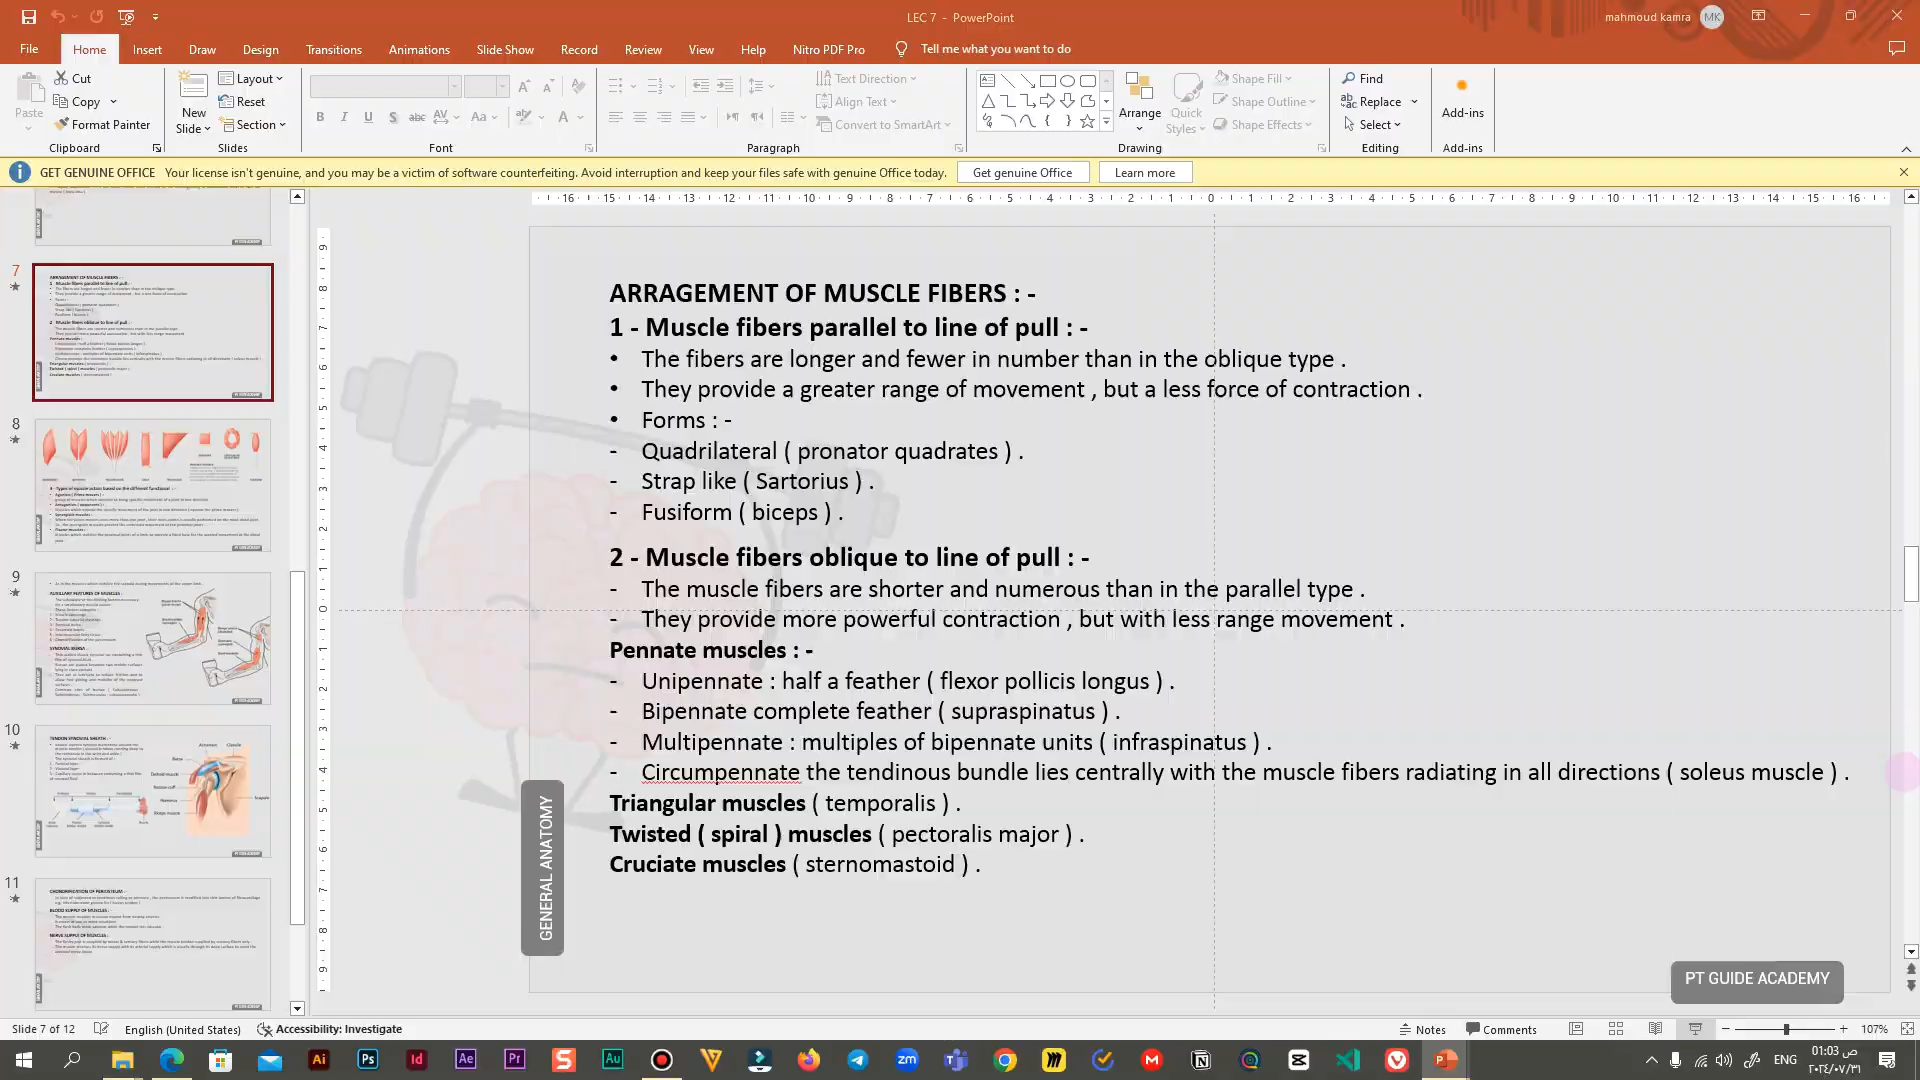 LEC 7 - PowerPoint
mahmoud kamra
MK
File Home Insert Draw Design Transitions Animations Slide Show Record Review View Help Nitro PDF Pro Tell me what you want to do
Paste
Cut
Copy
Format Painter
Clipboard
New Slide
Layout
Reset
Section
Slides
Font
Text Direction
Align Text
Convert to SmartArt
Paragraph
Arrange
Quick Styles
Shape Fill
Shape Outline
Shape Effects
Drawing
Find
Replace
Select
Editing
Add-ins
Add-ins
GET GENUINE OFFICE Your license isn't genuine, and you may be a victim of software counterfeiting. Avoid interruption and keep your files safe with genuine Office today. Get genuine Office Learn more
7
8
9
10
11
ARRAGEMENT OF MUSCLE FIBERS : -
1 - Muscle fibers parallel to line of pull : -
• The fibers are longer and fewer in number than in the oblique type .
• They provide a greater range of movement , but a less force of contraction .
• Forms : -
- Quadrilateral ( pronator quadrates ) .
- Strap like ( Sartorius ) .
- Fusiform ( biceps ) .
2 - Muscle fibers oblique to line of pull : -
- The muscle fibers are shorter and numerous than in the parallel type .
- They provide more powerful contraction , but with less range movement .
Pennate muscles : -
- Unipennate : half a feather ( flexor pollicis longus ) .
- Bipennate complete feather ( supraspinatus ) .
- Multipennate : multiples of bipennate units ( infraspinatus ) .
- Circumpennate the tendinous bundle lies centrally with the muscle fibers radiating in all directions ( soleus muscle ) .
Triangular muscles ( temporalis ) .
Twisted ( spiral ) muscles ( pectoralis major ) .
Cruciate muscles ( sternomastoid ) .
GENERAL ANATOMY
PT GUIDE ACADEMY
Slide 7 of 12 English (United States) Accessibility: Investigate Notes Comments 107%
ENG
01:03 ص
٢٠٢٤/٠٧/٣١